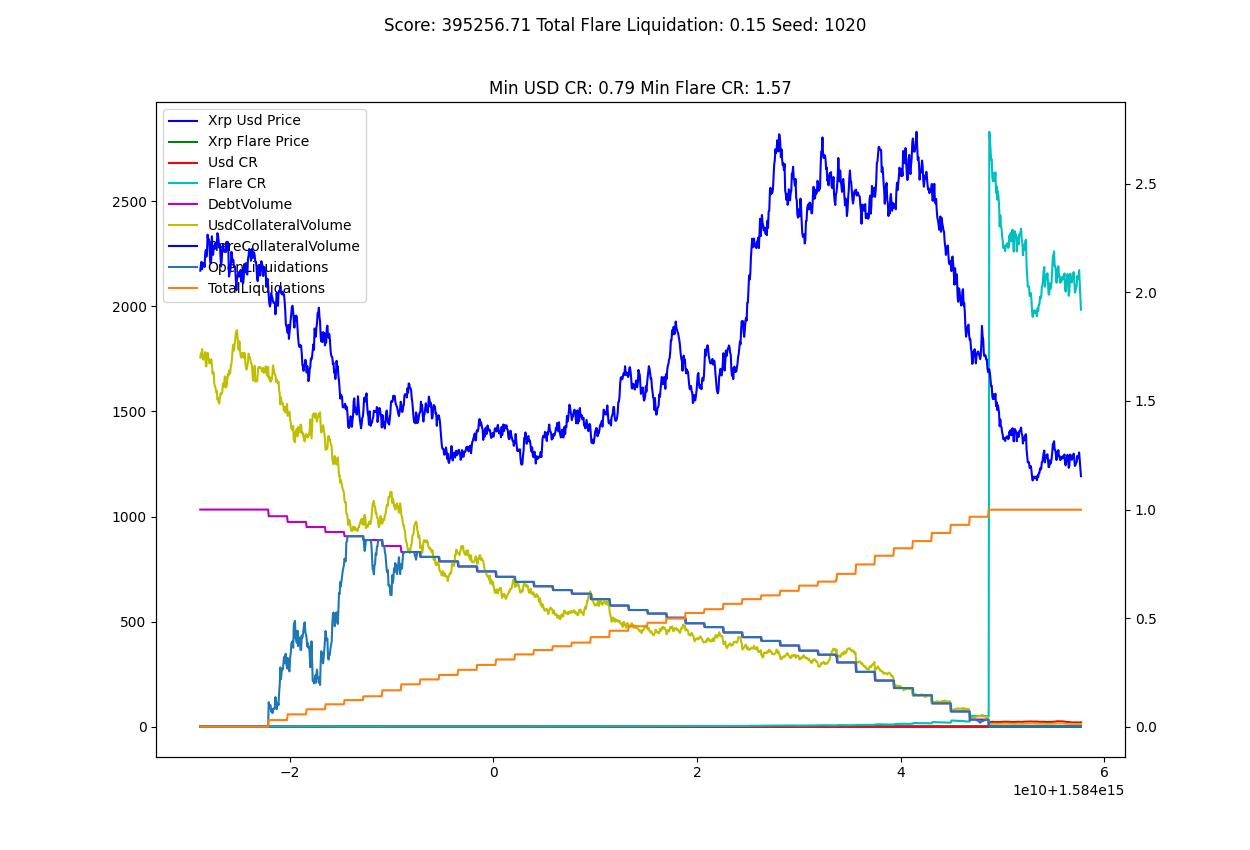 Score: 395256.71 Total Flare Liquidation: 0.15 Seed: 1020
Min USD CR: 0.79 Min Flare CR: 1.57
Xrp Usd Price
Xrp Flare Price
Usd CR
Flare CR
DebtVolume
UsdCollateralVolume
FlareCollateralVolume
OpenLiquidations
TotalLiquidations
2500
2000
1500
1000
500
0
2.5
2.0
1.5
1.0
0.5
0.0
−2
0
2
4
6
1e10+1.584e15